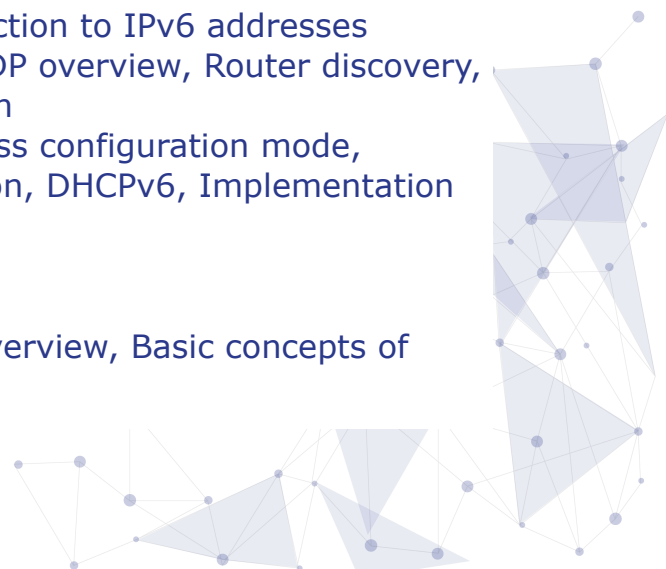 ction to IPv6 addresses
DP overview, Router discovery,
n
ss configuration mode,
on, DHCPv6, Implementation
verview, Basic concepts of